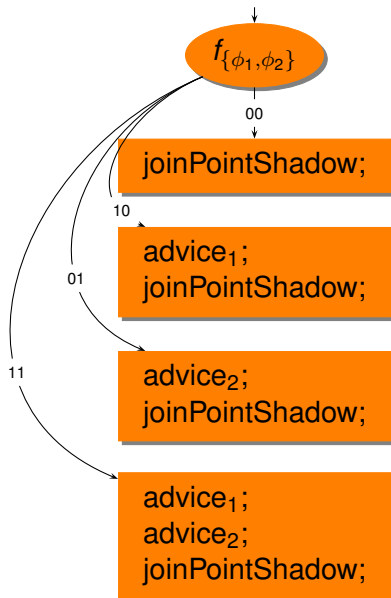 f{ϕ₁,ϕ₂}
00
joinPointShadow;
10
advice₁;
joinPointShadow;
01
advice₂;
joinPointShadow;
11
advice₁;
advice₂;
joinPointShadow;